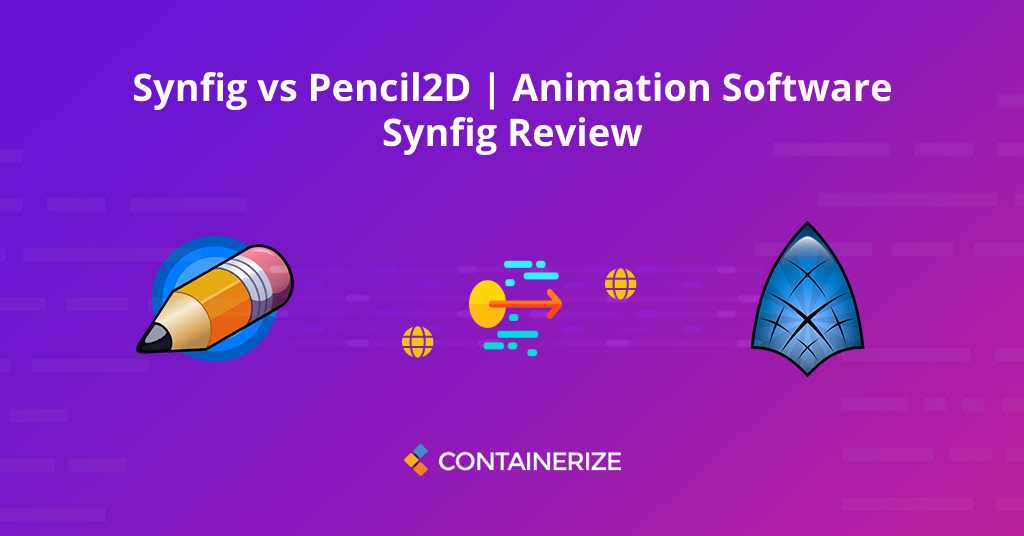 Synfig vs Pencil2D | Animation Software
Synfig Review
CONTAINERIZE